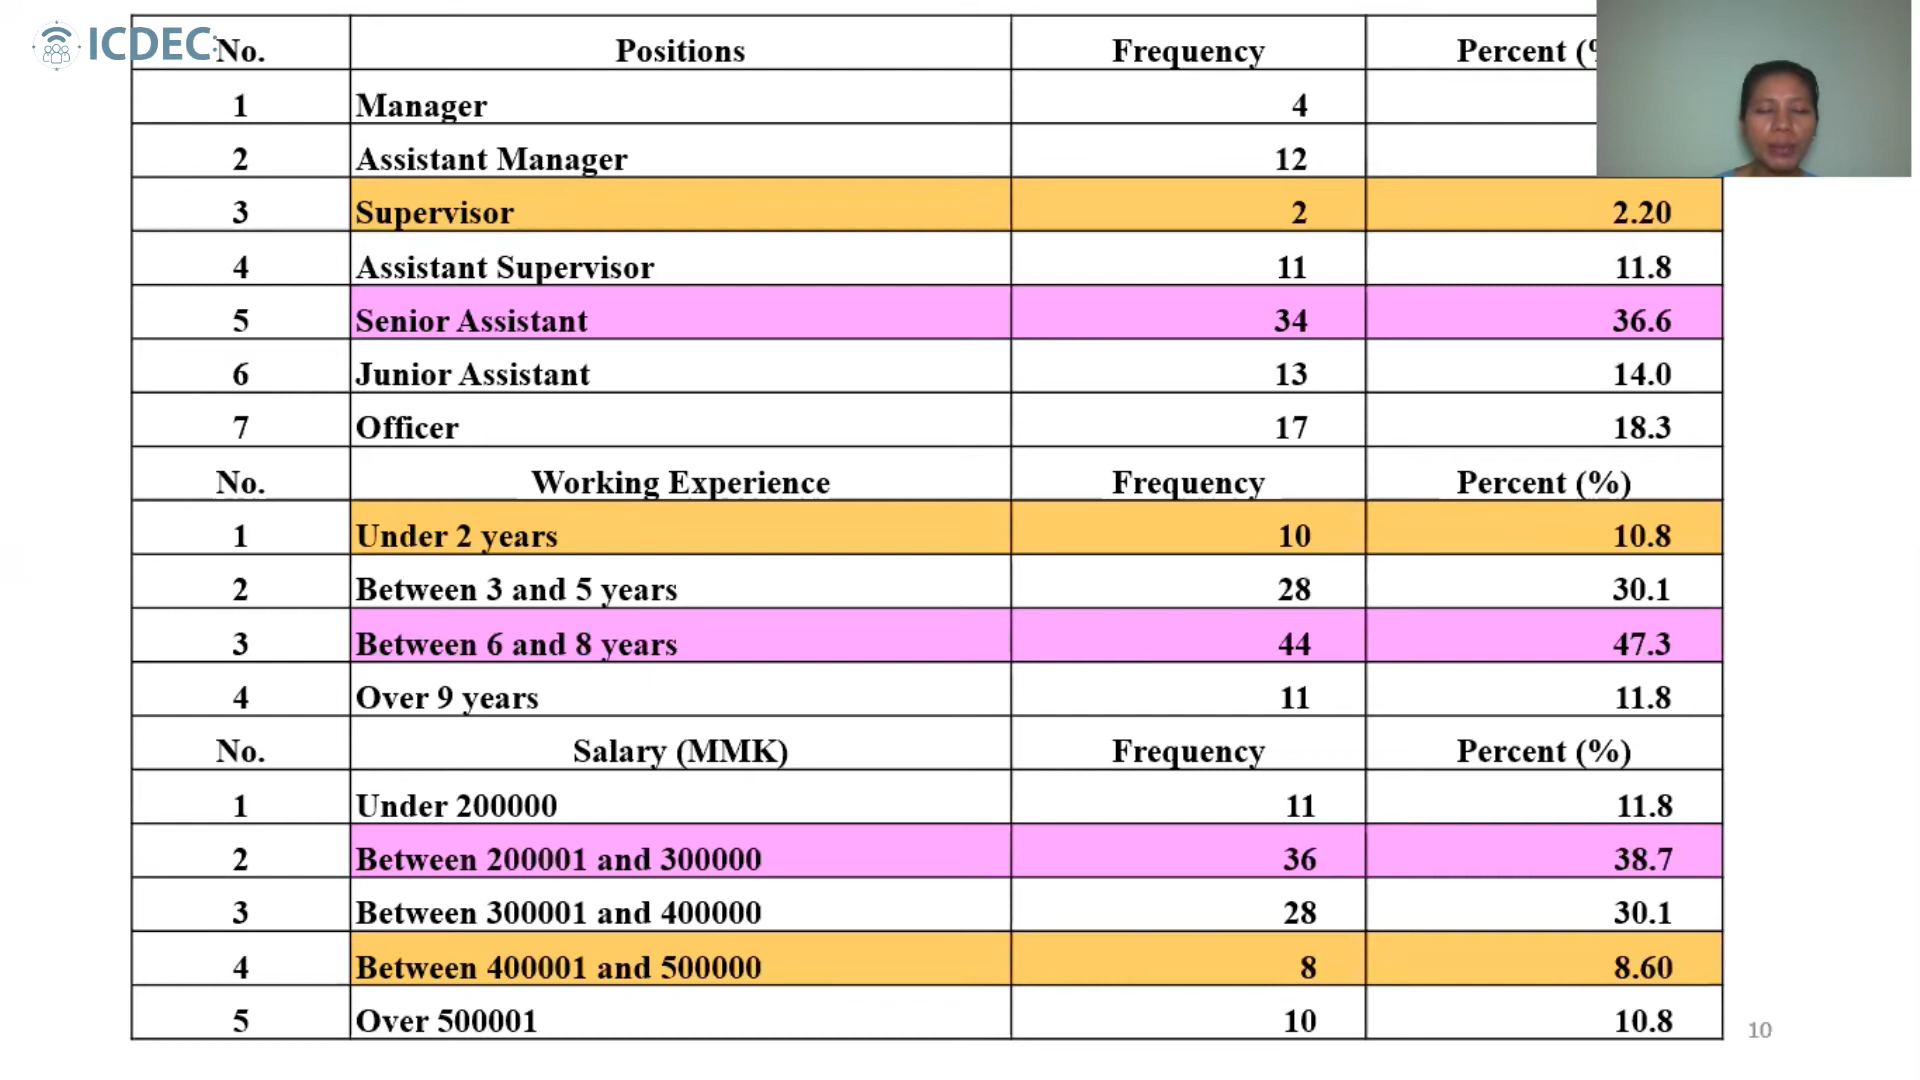 ICDEC
No. Positions Frequency Percent (%
1 Manager 4
2 Assistant Manager 12
3 Supervisor 2 2.20
4 Assistant Supervisor 11 11.8
5 Senior Assistant 34 36.6
6 Junior Assistant 13 14.0
7 Officer 17 18.3
No. Working Experience Frequency Percent (%)
1 Under 2 years 10 10.8
2 Between 3 and 5 years 28 30.1
3 Between 6 and 8 years 44 47.3
4 Over 9 years 11 11.8
No. Salary (MMK) Frequency Percent (%)
1 Under 200000 11 11.8
2 Between 200001 and 300000 36 38.7
3 Between 300001 and 400000 28 30.1
4 Between 400001 and 500000 8 8.60
5 Over 500001 10 10.8
10